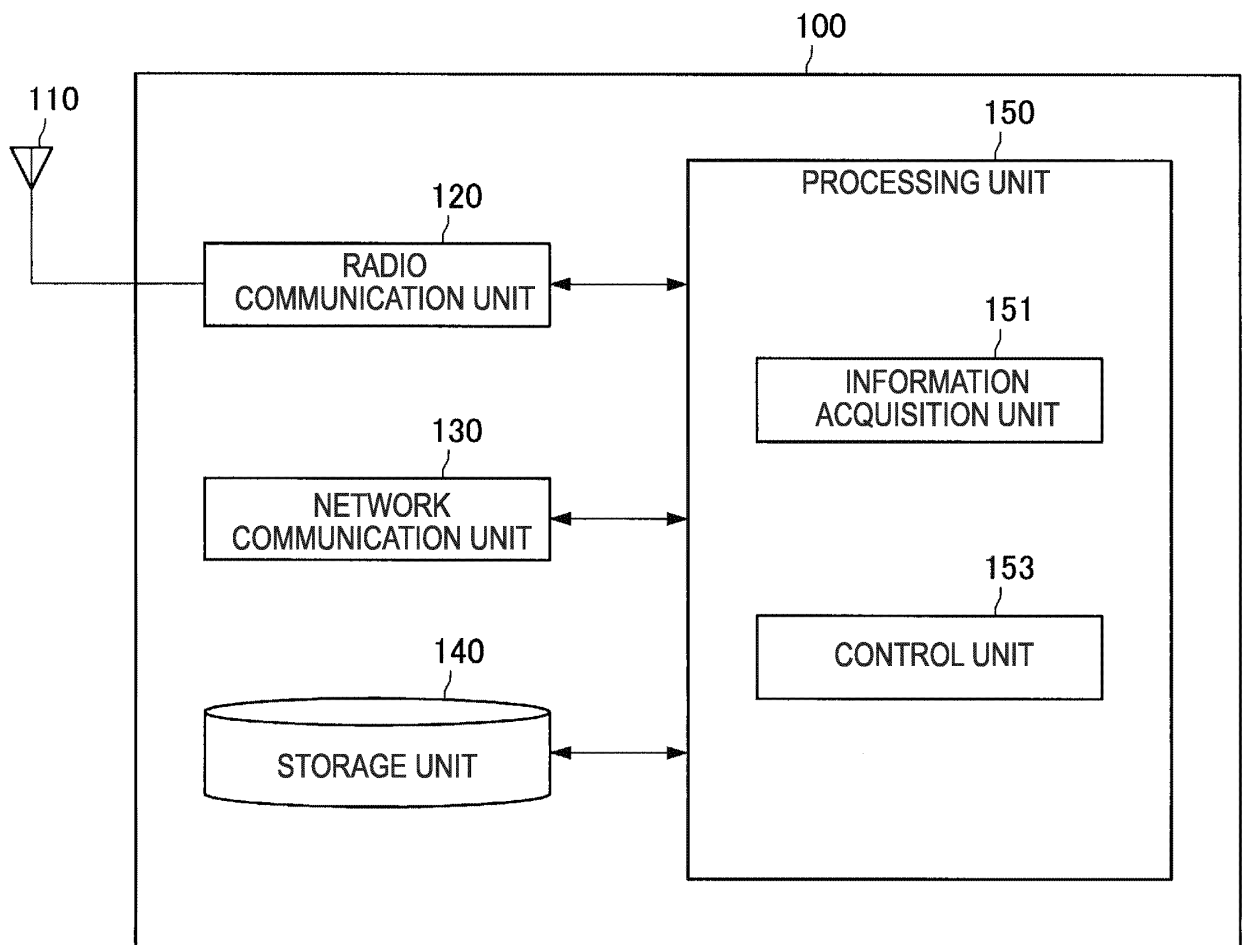 100
110
150
PROCESSING UNIT
120
RADIO
COMMUNICATION UNIT
151
INFORMATION
ACQUISITION UNIT
130
NETWORK
COMMUNICATION UNIT
153
CONTROL UNIT
140
STORAGE UNIT